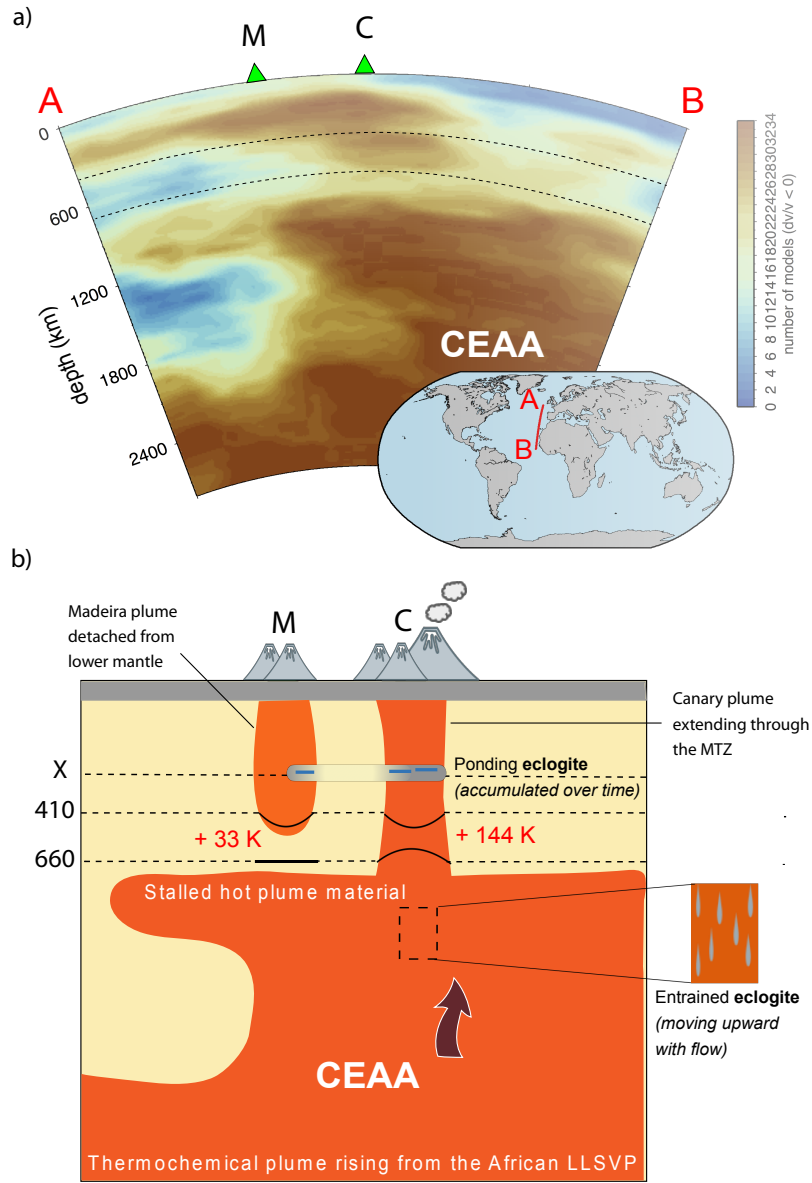 a)
M
C
A
B
0
600
1200
1800
2400
depth (km)
CEAA
0 2 4 6 8 10 12 14 16 18 20 22 24 26 28 30 32 34
number of models (dv/v < 0)
A
B
b)
Madeira plume
detached from
lower mantle
M
C
Canary plume
extending through
the MTZ
X
Ponding eclogite
(accumulated over time)
410
+ 33 K
+ 144 K
660
Stalled hot plume material
Entrained eclogite
(moving upward
with flow)
CEAA
Thermochemical plume rising from the African LLSVP